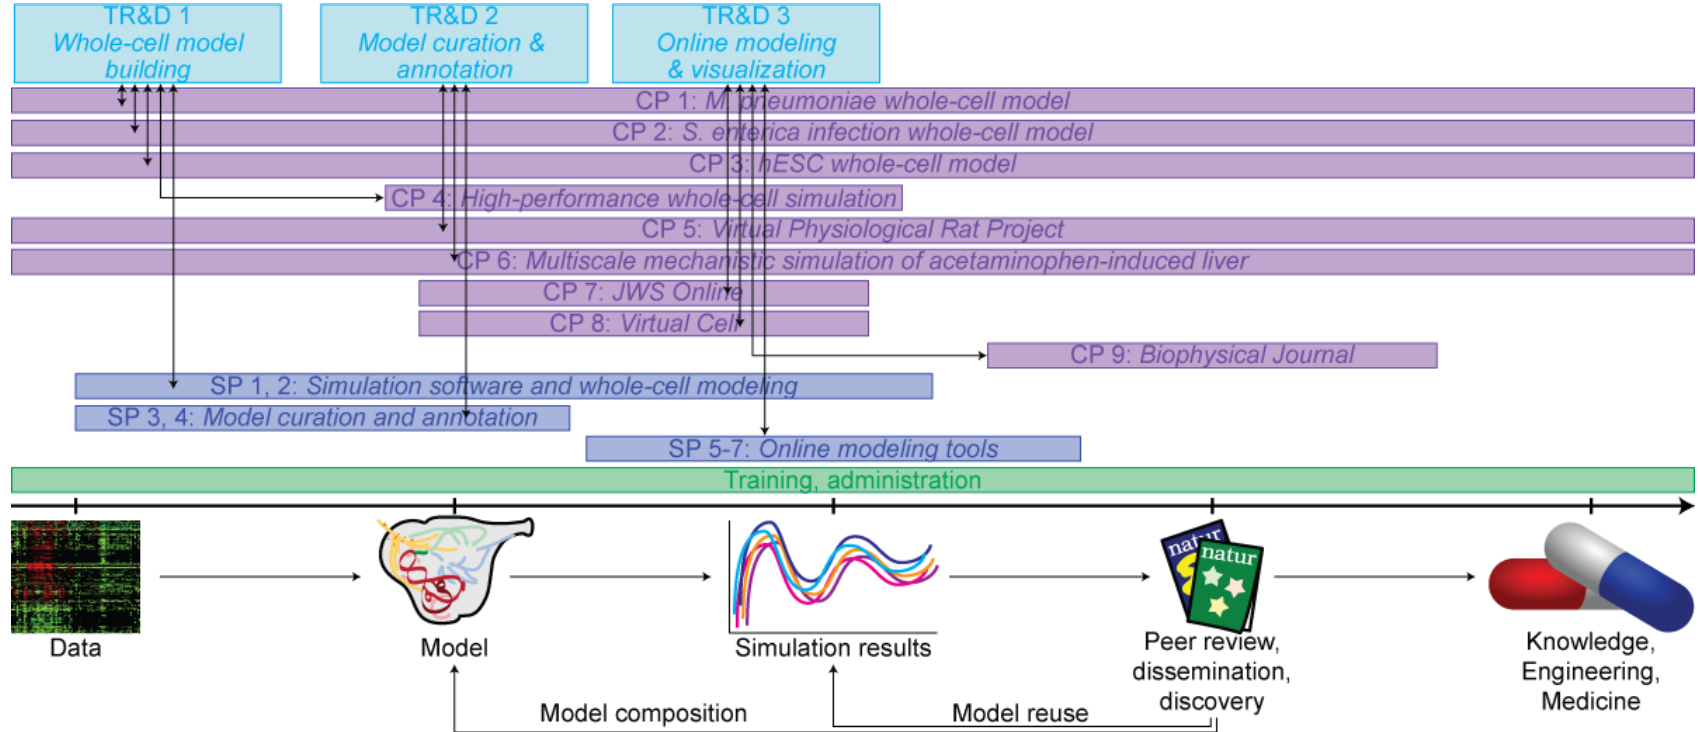 TR&D 1
Whole-cell model
building
TR&D 2
Model curation &
annotation
TR&D 3
Online modeling
& visualization
CP 1: M. pneumoniae whole-cell model
CP 2: S. enterica infection whole-cell model
CP 3: hESC whole-cell model
CP 4: High-performance whole-cell simulation
CP 5: Virtual Physiological Rat Project
CP 6: Multiscale mechanistic simulation of acetaminophen-induced liver
CP 7: JWS Online
CP 8: Virtual Cell
CP 9: Biophysical Journal
SP 1, 2: Simulation software and whole-cell modeling
SP 3, 4: Model curation and annotation
SP 5-7: Online modeling tools
Training, administration
natur
natur
Data
Model
Simulation results
Peer review,
dissemination,
discovery
Knowledge,
Engineering,
Medicine
Model composition
Model reuse